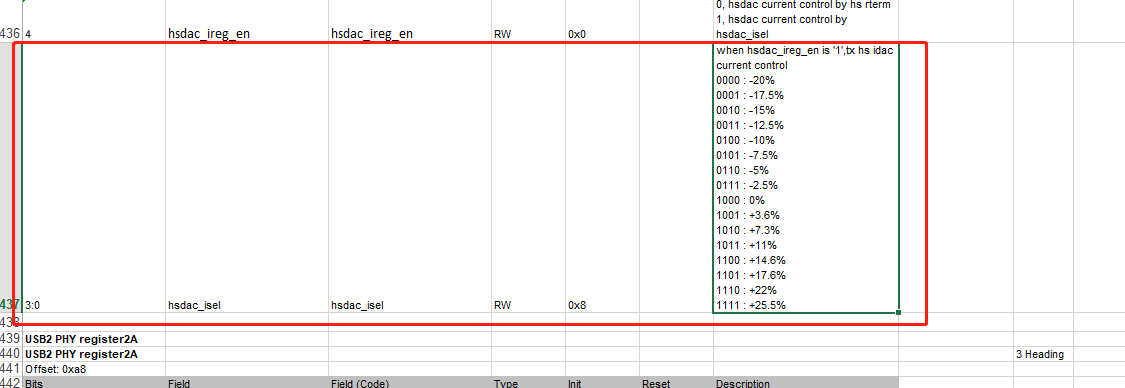 0, hsdac current control by hs rterm
1, hsdac current control by
436 4 hsdac_ireg_en hsdac_ireg_en RW 0x0 hsdac_isel
when hsdac_ireg_en is '1',tx hs idac
current control
0000 : -20%
0001 : -17.5%
0010 : -15%
0011 : -12.5%
0100 : -10%
0101 : -7.5%
0110 : -5%
0111 : -2.5%
1000 : 0%
1001 : +3.6%
1010 : +7.3%
1011 : +11%
1100 : +14.6%
1101 : +17.6%
1110 : +22%
437 3:0 hsdac_isel hsdac_isel RW 0x8 1111 : +25.5%
438
439 USB2 PHY register2A
440 USB2 PHY register2A 3 Heading
441 Offset: 0xa8
442 Bits Field Field (Code) Type Init Reset Description